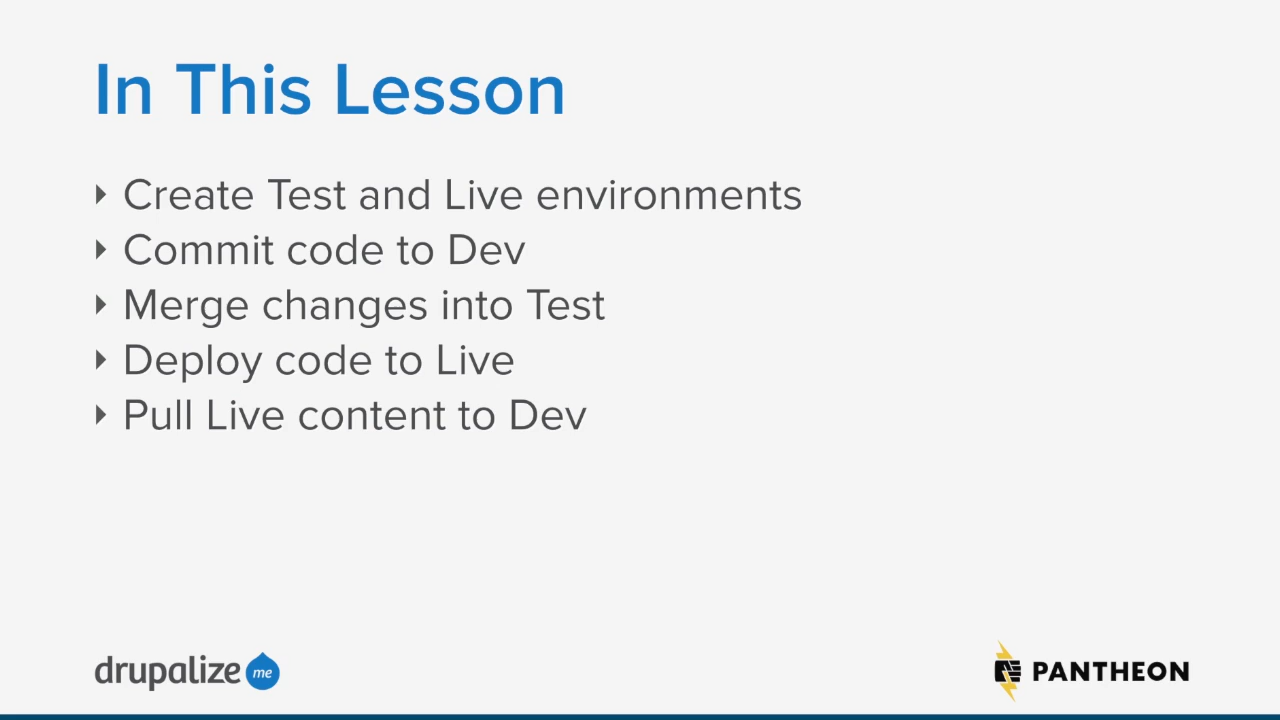 In This Lesson
Create Test and Live environments
Commit code to Dev
Merge changes into Test
Deploy code to Live
Pull Live content to Dev
drupalize me
PANTHEON